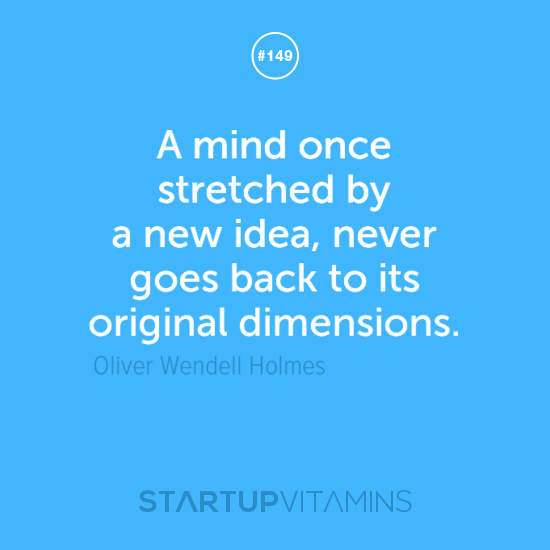 #149
A mind once
stretched by
a new idea, never
goes back to its
original dimensions.
Oliver Wendell Holmes
STARTUPVITAMINS